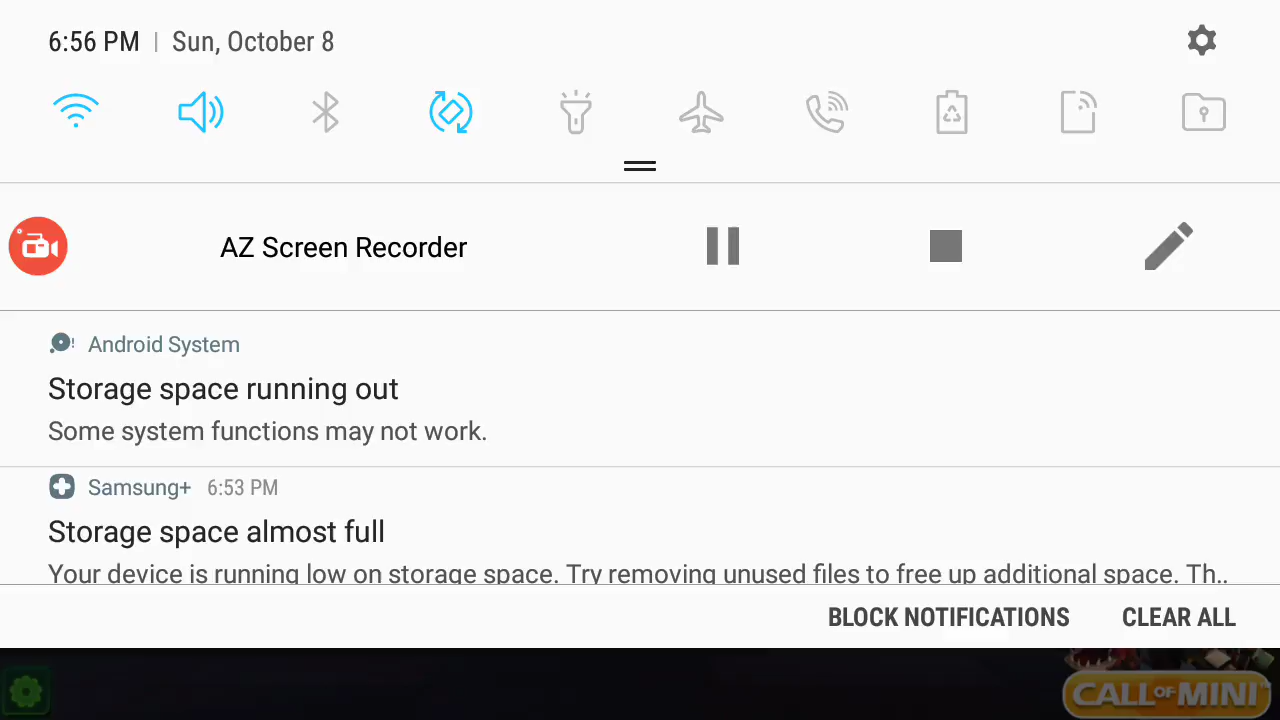 6:56 PM | Sun, October 8
AZ Screen Recorder
Android System
Storage space running out
Some system functions may not work.
Samsung+ 6:53 PM
Storage space almost full
Your device is running low on storage space. Try removing unused files to free up additional space. Th..
BLOCK NOTIFICATIONS CLEAR ALL
CALL OF MINI™